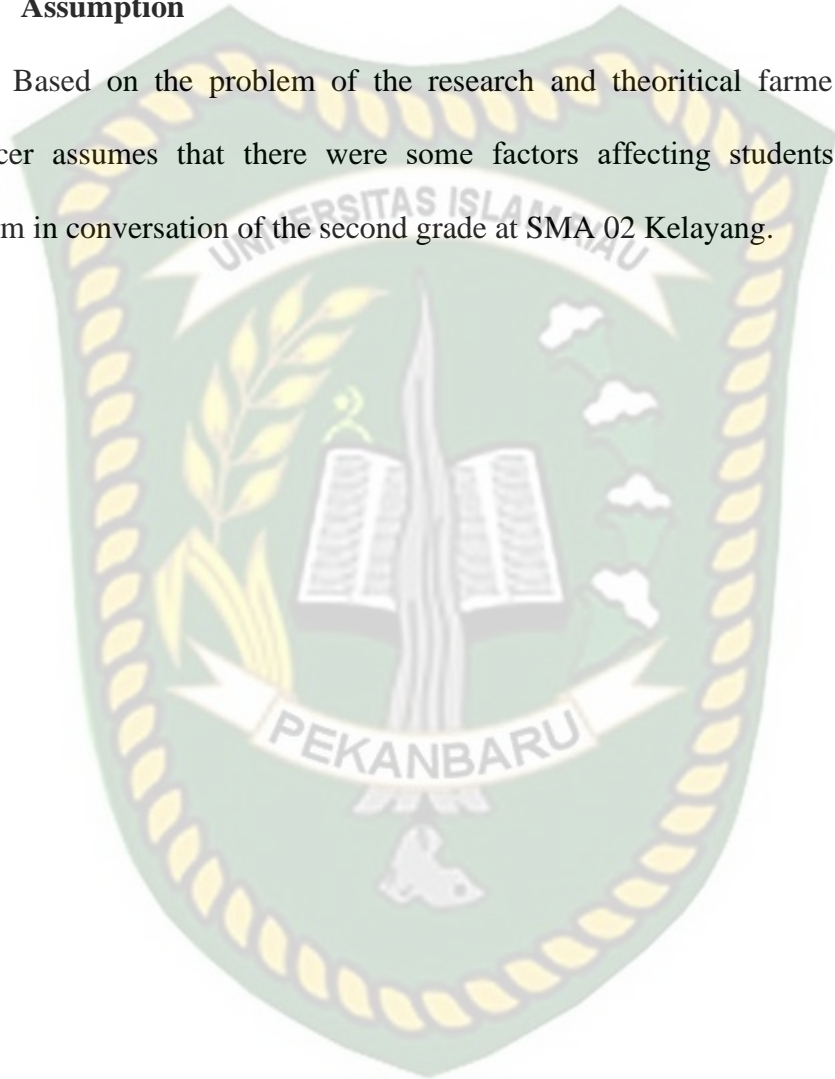 Assumption
Based on the problem of the research and theoritical farme
cer assumes that there were some factors affecting students
m in conversation of the second grade at SMA 02 Kelayang.
UNIVERSITAS ISLAM RIAU
PEKANBARU